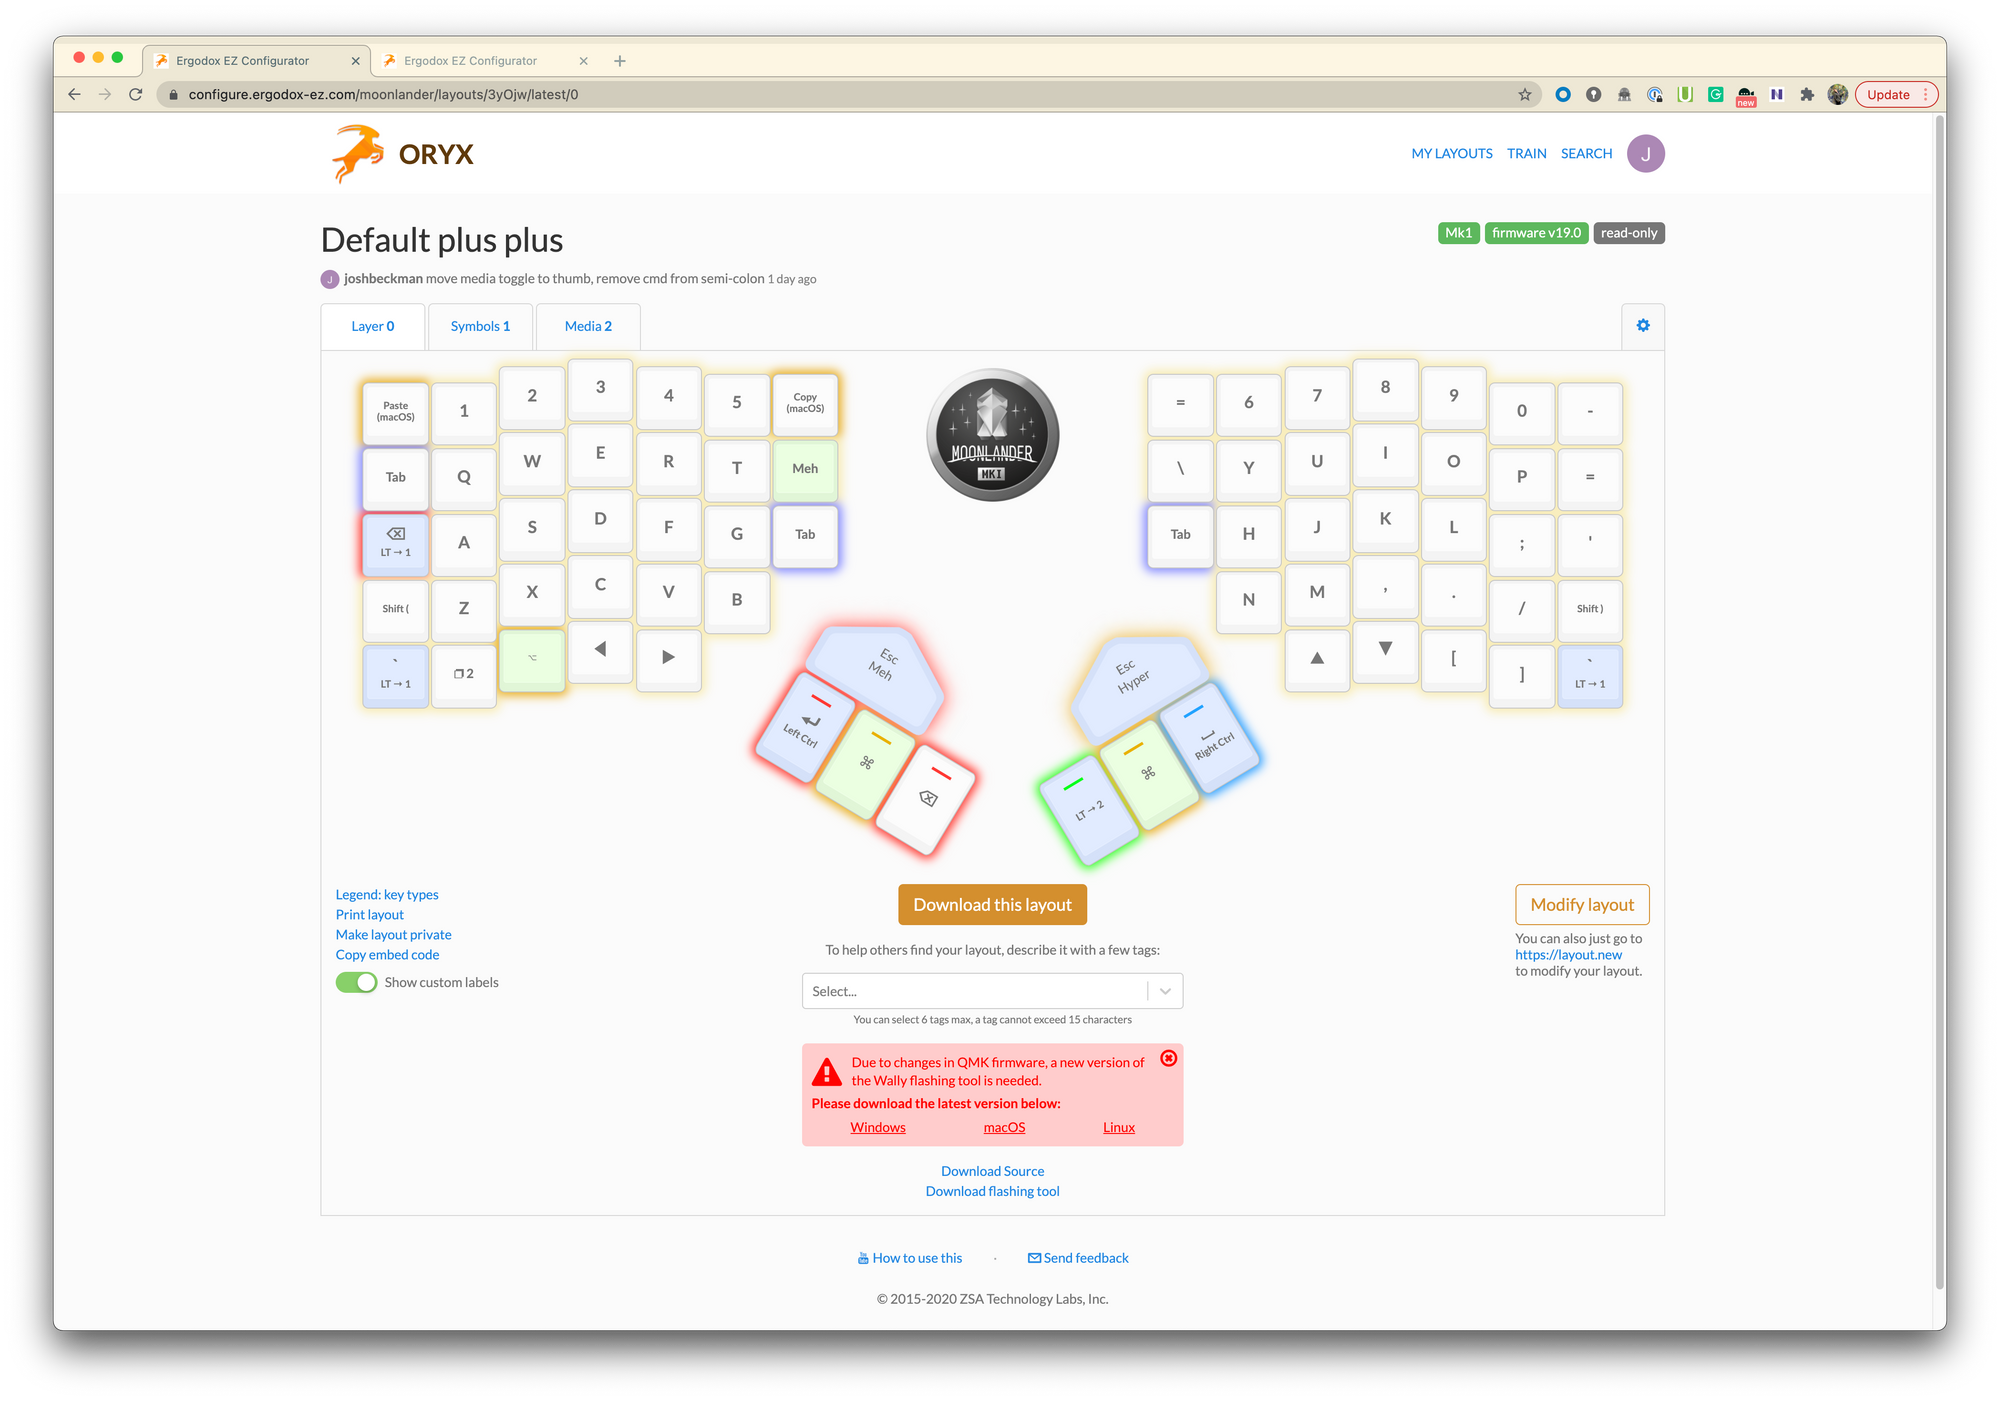 Ergodox EZ Configurator
Ergodox EZ Configurator
configure.ergodox-ez.com/moonlander/layouts/3yOjw/latest/0
new
N
Update
ORYX
MY LAYOUTS TRAIN SEARCH J
Default plus plus
Mk1 firmware v19.0 read-only
J joshbeckman move media toggle to thumb, remove cmd from semi-colon 1 day ago
Layer 0 Symbols 1 Media 2
Paste (macOS) 1 2 3 4 5 Copy (macOS)
= 6 7 8 9 0 -
Tab Q W E R T Meh
\ Y U I O P =
LT → 1 A S D F G Tab
Tab H J K L ; '
Shift ( Z X C V B
N M , . / Shift )
` LT → 1 2 ⌥ ◀ ▶
▲ ▼ [ ] ` LT → 1
MOONLANDER
MKI
Esc Meh
Left Ctrl
⌘
Esc Hyper
LT → 2
⌘
Right Ctrl
Legend: key types
Print layout
Make layout private
Copy embed code
Show custom labels
Download this layout
To help others find your layout, describe it with a few tags:
Select...
You can select 6 tags max, a tag cannot exceed 15 characters
Modify layout
You can also just go to
https://layout.new
to modify your layout.
Due to changes in QMK firmware, a new version of
the Wally flashing tool is needed.
Please download the latest version below:
Windows macOS Linux
Download Source
Download flashing tool
How to use this · Send feedback
© 2015-2020 ZSA Technology Labs, Inc.